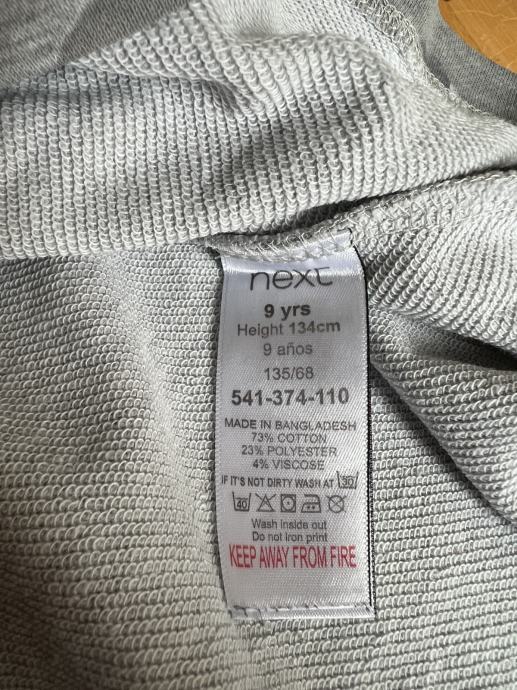 next
9 yrs
Height 134cm
9 años
135/68
541-374-110
MADE IN BANGLADESH
73% COTTON
23% POLYESTER
4% VISCOSE
IF IT'S NOT DIRTY WASH AT 30
40
Wash inside out
Do not iron print
KEEP AWAY FROM FIRE